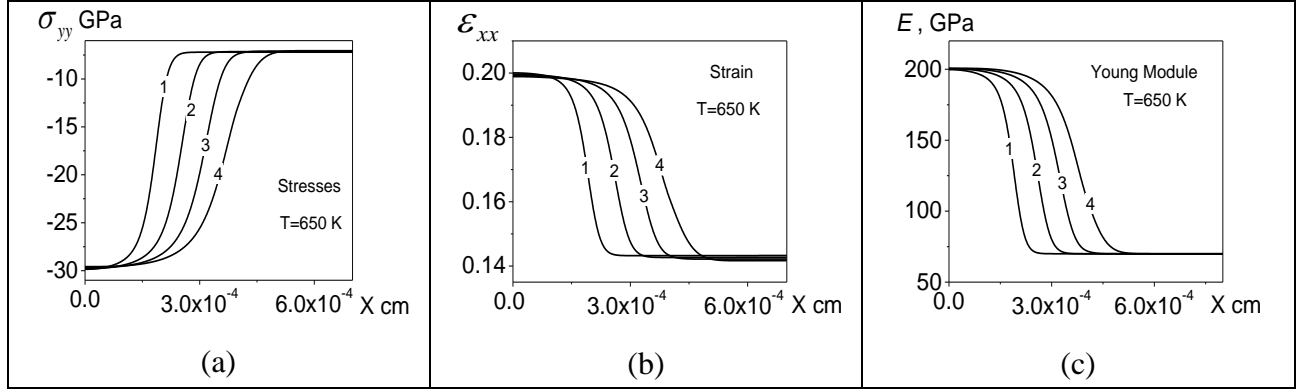 σyy GPa
-10
-15
-20
-25
-30
1
2
3
4
Stresses
T=650 K
0.0
3.0x10⁻⁴
6.0x10⁻⁴
X cm
(a)
εxx
0.20
0.18
0.16
0.14
Strain
T=650 K
1
2
3
4
0.0
3.0x10⁻⁴
6.0x10⁻⁴
X cm
(b)
E, GPa
200
150
100
50
Young Module
T=650 K
1
2
3
4
0.0
3.0x10⁻⁴
6.0x10⁻⁴
X cm
(c)